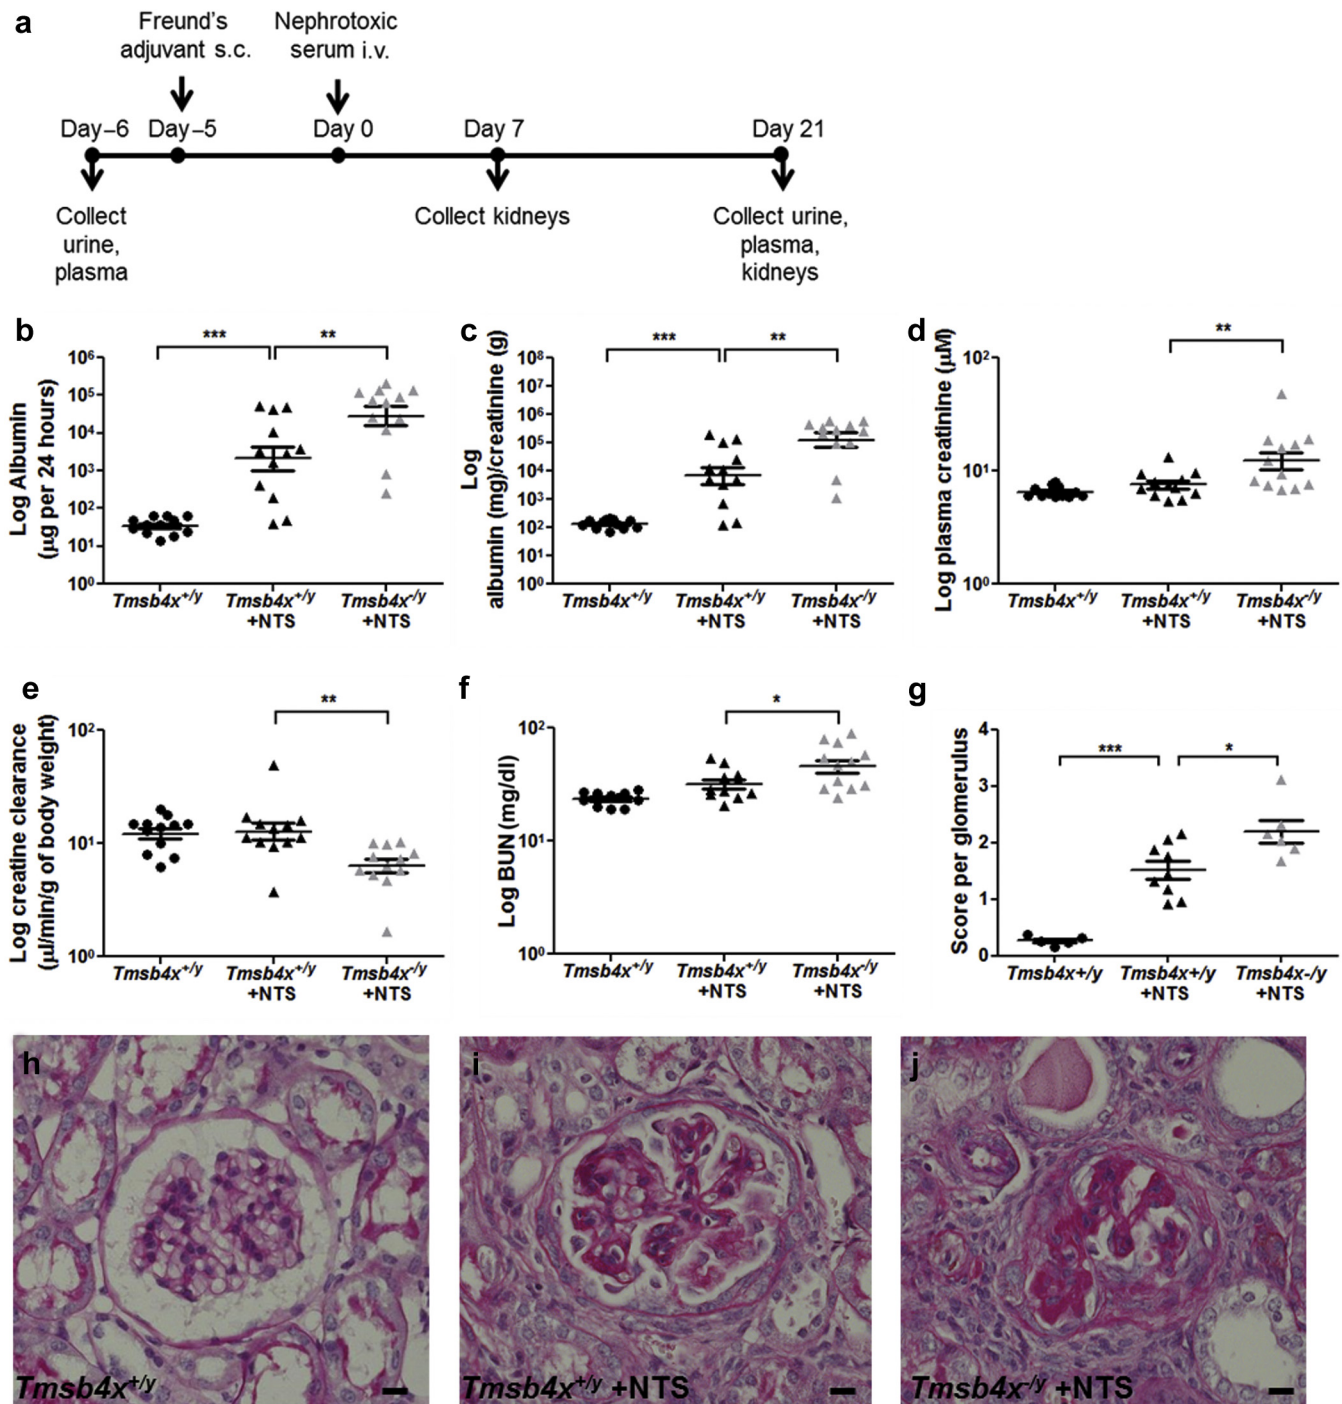 a
Freund's
adjuvant s.c.
Nephrotoxic
serum i.v.
Day–6 Day–5 Day 0 Day 7 Day 21
Collect
urine,
plasma
Collect kidneys
Collect urine,
plasma,
kidneys
b
Log Albumin
(μg per 24 hours)
10⁶
10⁵
10⁴
10³
10²
10¹
10⁰
***
**
Tmsb4x+/y
Tmsb4x+/y
+NTS
Tmsb4x-/y
+NTS
c
Log
albumin (mg)/creatinine (g)
10⁸
10⁷
10⁶
10⁵
10⁴
10³
10²
10¹
10⁰
***
**
Tmsb4x+/y
Tmsb4x+/y
+NTS
Tmsb4x-/y
+NTS
d
Log plasma creatinine (μM)
10²
10¹
10⁰
**
Tmsb4x+/y
Tmsb4x+/y
+NTS
Tmsb4x-/y
+NTS
e
Log creatine clearance
(μl/min/g of body weight)
10²
10¹
10⁰
**
Tmsb4x+/y
Tmsb4x+/y
+NTS
Tmsb4x-/y
+NTS
f
Log BUN (mg/dl)
10²
10¹
10⁰
*
Tmsb4x+/y
Tmsb4x+/y
+NTS
Tmsb4x-/y
+NTS
g
Score per glomerulus
4
3
2
1
0
***
*
Tmsb4x+/y
Tmsb4x+/y
+NTS
Tmsb4x-/y
+NTS
h
Tmsb4x+/y
i
Tmsb4x+/y +NTS
j
Tmsb4x-/y +NTS